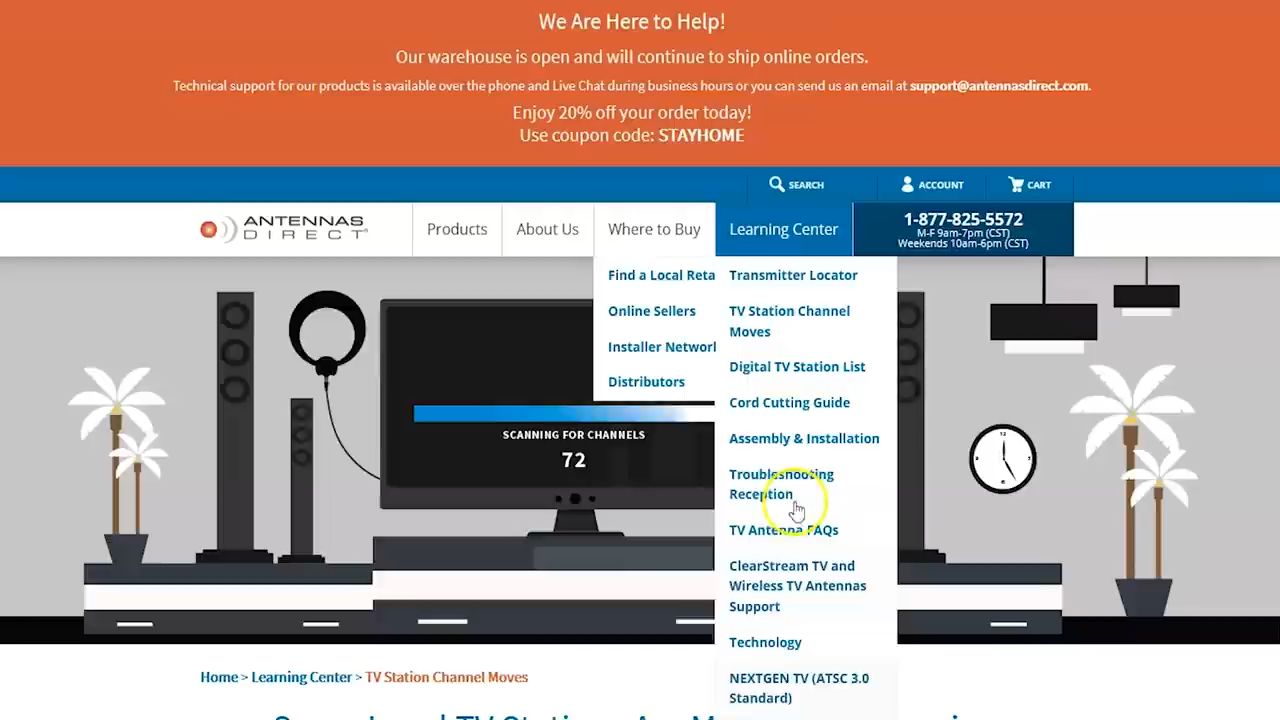 We Are Here to Help!
Our warehouse is open and will continue to ship online orders.
Technical support for our products is available over the phone and Live Chat during business hours or you can send us an email at support@antennasdirect.com.
Enjoy 20% off your order today!
Use coupon code: STAYHOME
SEARCH
ACCOUNT
CART
ANTENNAS
DIRECT
Products
About Us
Where to Buy
Learning Center
1-877-825-5572
M-F 9am-7pm (CST)
Weekends 10am-6pm (CST)
Find a Local Reta
Online Sellers
Installer Network
Distributors
Transmitter Locator
TV Station Channel
Moves
Digital TV Station List
Cord Cutting Guide
Assembly & Installation
Troubleshooting
Reception
TV Antenna FAQs
ClearStream TV and
Wireless TV Antennas
Support
Technology
NEXTGEN TV (ATSC 3.0
Standard)
SCANNING FOR CHANNELS
72
Home > Learning Center > TV Station Channel Moves